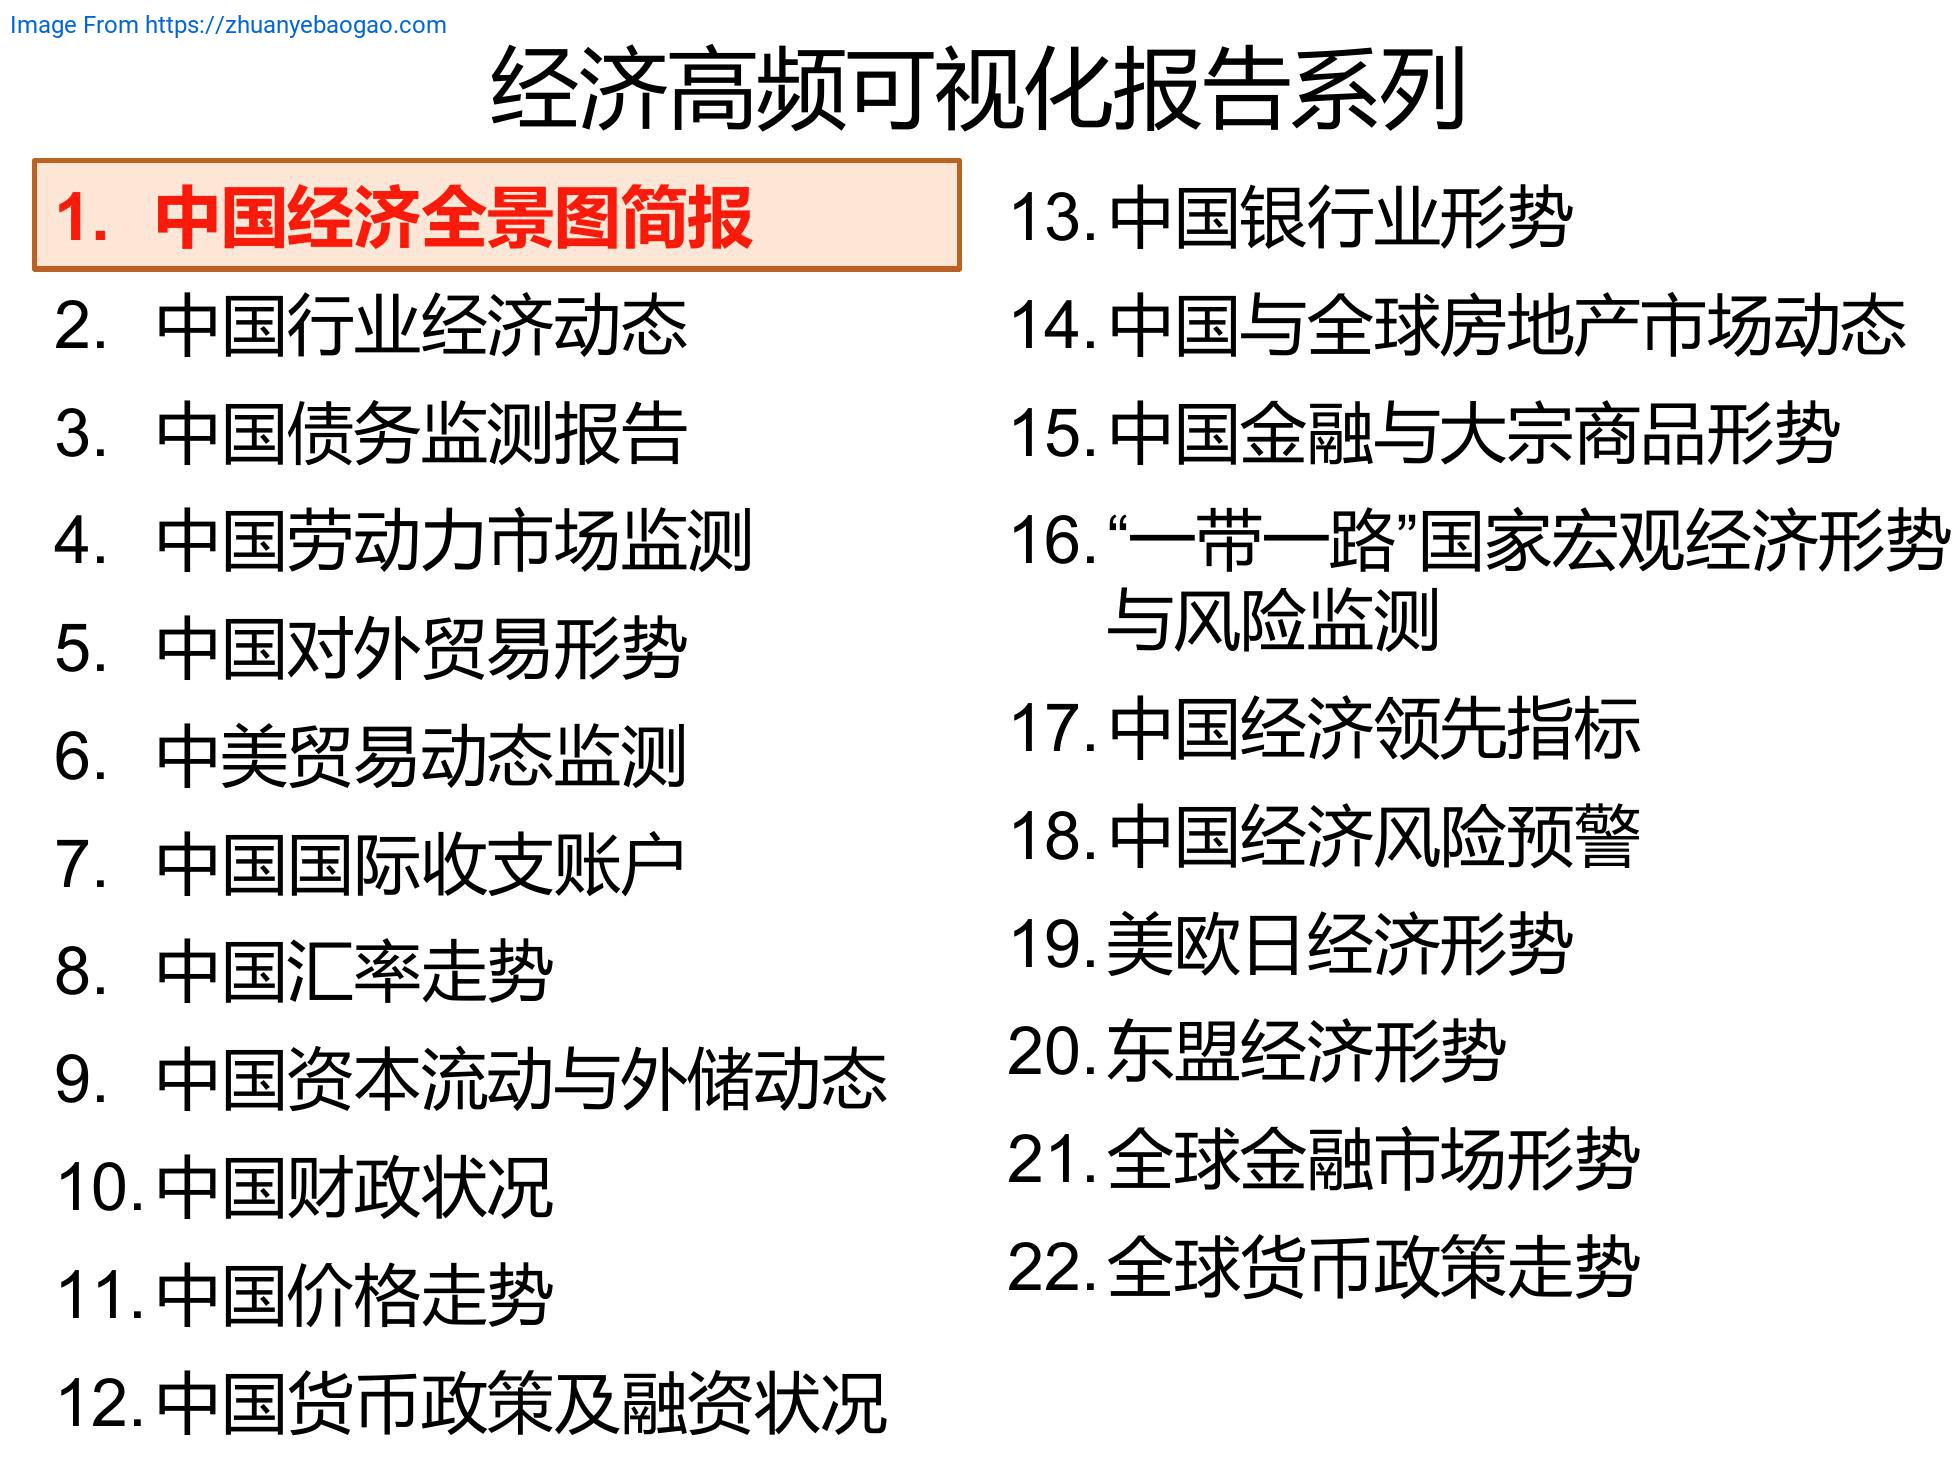 Image From https://zhuanyebaogao.com
经济高频可视化报告系列
1. 中国经济全景图简报
2. 中国行业经济动态
3. 中国债务监测报告
4. 中国劳动力市场监测
5. 中国对外贸易形势
6. 中美贸易动态监测
7. 中国国际收支账户
8. 中国汇率走势
9. 中国资本流动与外储动态
10. 中国财政状况
11. 中国价格走势
12. 中国货币政策及融资状况
13. 中国银行业形势
14. 中国与全球房地产市场动态
15. 中国金融与大宗商品形势
16. “一带一路”国家宏观经济形势
与风险监测
17. 中国经济领先指标
18. 中国经济风险预警
19. 美欧日经济形势
20. 东盟经济形势
21. 全球金融市场形势
22. 全球货币政策走势